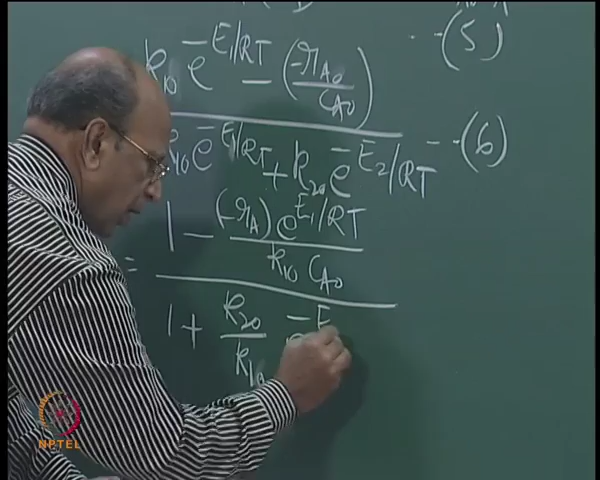 --(5)
k10 e^-E1/RT - (-rA0/CA0)
k10 e^-E1/RT + k20 e^-E2/RT --(6)
= 1 - (-rA) e^E1/RT / k10 CA0
1 + k20/k10 e^-E
NPTEL